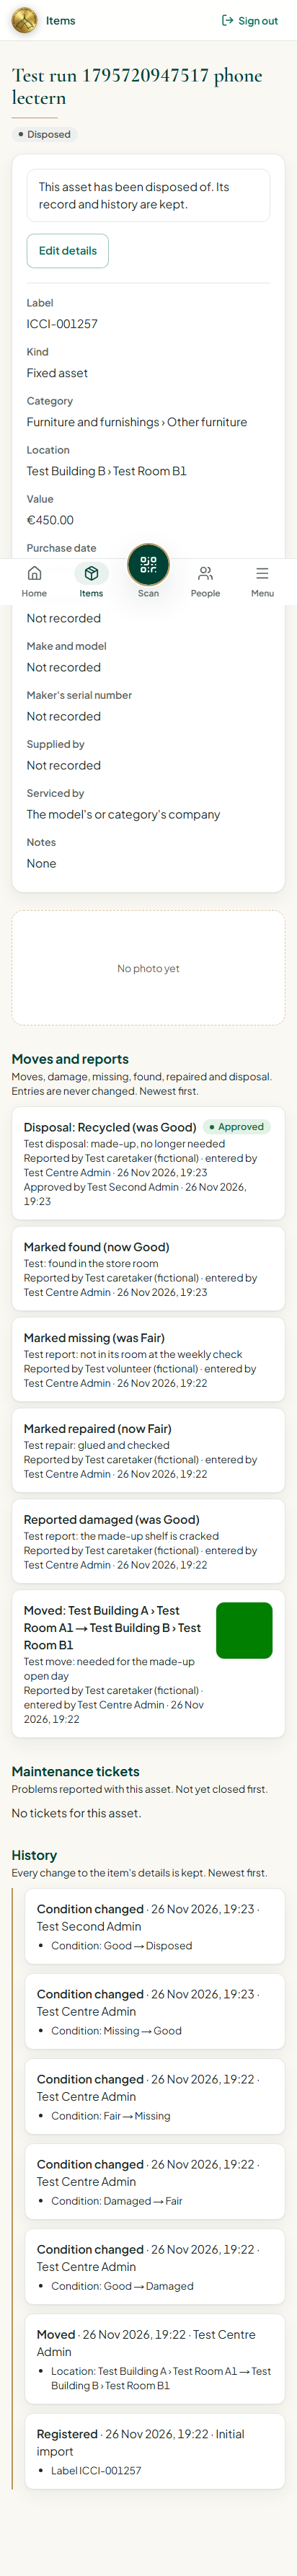 Items
Sign out
Test run 1795720947517 phone
lectern
Disposed
This asset has been disposed of. Its
record and history are kept.
Edit details
Label
ICCI-001257
Kind
Fixed asset
Category
Furniture and furnishings › Other furniture
Location
Test Building B › Test Room B1
Value
€450.00
Purchase date
Home
Items
Scan
People
Menu
Not recorded
Make and model
Not recorded
Maker's serial number
Not recorded
Supplied by
Not recorded
Serviced by
The model's or category's company
Notes
None
No photo yet
Moves and reports
Moves, damage, missing, found, repaired and disposal.
Entries are never changed. Newest first.
Disposal: Recycled (was Good)
Approved
Test disposal: made-up, no longer needed
Reported by Test caretaker (fictional) · entered by
Test Centre Admin · 26 Nov 2026, 19:23
Approved by Test Second Admin · 26 Nov 2026,
19:23
Marked found (now Good)
Test: found in the store room
Reported by Test caretaker (fictional) · entered by
Test Centre Admin · 26 Nov 2026, 19:23
Marked missing (was Fair)
Test report: not in its room at the weekly check
Reported by Test volunteer (fictional) · entered by
Test Centre Admin · 26 Nov 2026, 19:22
Marked repaired (now Fair)
Test repair: glued and checked
Reported by Test caretaker (fictional) · entered by
Test Centre Admin · 26 Nov 2026, 19:22
Reported damaged (was Good)
Test report: the made-up shelf is cracked
Reported by Test caretaker (fictional) · entered by
Test Centre Admin · 26 Nov 2026, 19:22
Moved: Test Building A › Test
Room A1 → Test Building B › Test
Room B1
Test move: needed for the made-up
open day
Reported by Test caretaker (fictional) ·
entered by Test Centre Admin · 26 Nov
2026, 19:22
Maintenance tickets
Problems reported with this asset. Not yet closed first.
No tickets for this asset.
History
Every change to the item's details is kept. Newest first.
Condition changed · 26 Nov 2026, 19:23 ·
Test Second Admin
• Condition: Good → Disposed
Condition changed · 26 Nov 2026, 19:23 ·
Test Centre Admin
• Condition: Missing → Good
Condition changed · 26 Nov 2026, 19:22 ·
Test Centre Admin
• Condition: Fair → Missing
Condition changed · 26 Nov 2026, 19:22 ·
Test Centre Admin
• Condition: Damaged → Fair
Condition changed · 26 Nov 2026, 19:22 ·
Test Centre Admin
• Condition: Good → Damaged
Moved · 26 Nov 2026, 19:22 · Test Centre
Admin
• Location: Test Building A › Test Room A1 → Test
Building B › Test Room B1
Registered · 26 Nov 2026, 19:22 · Initial
import
• Label ICCI-001257